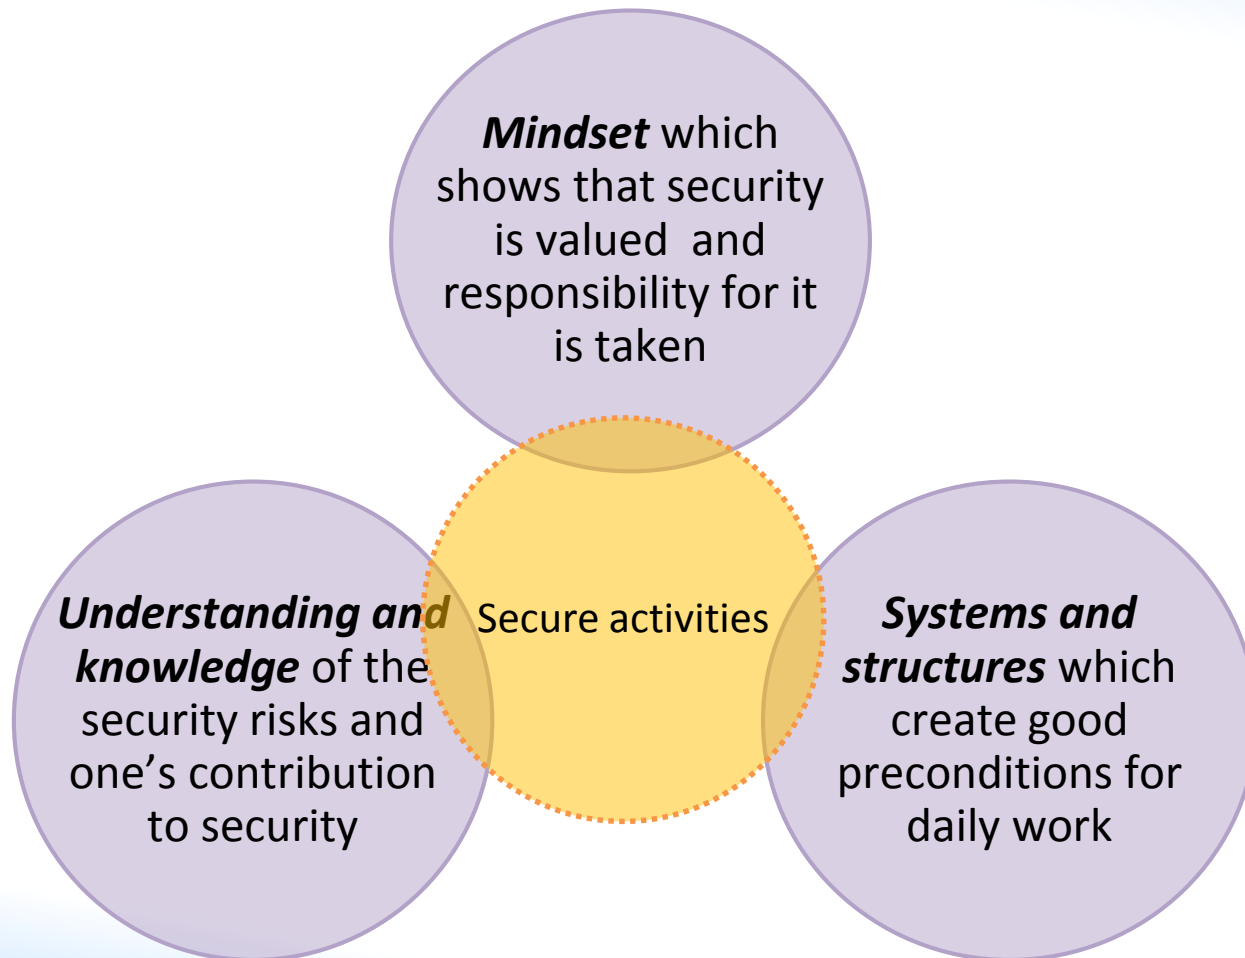 Mindset which
shows that security
is valued and
responsibility for it
is taken
Understanding and
knowledge of the
security risks and
one’s contribution
to security
Secure activities
Systems and
structures which
create good
preconditions for
daily work